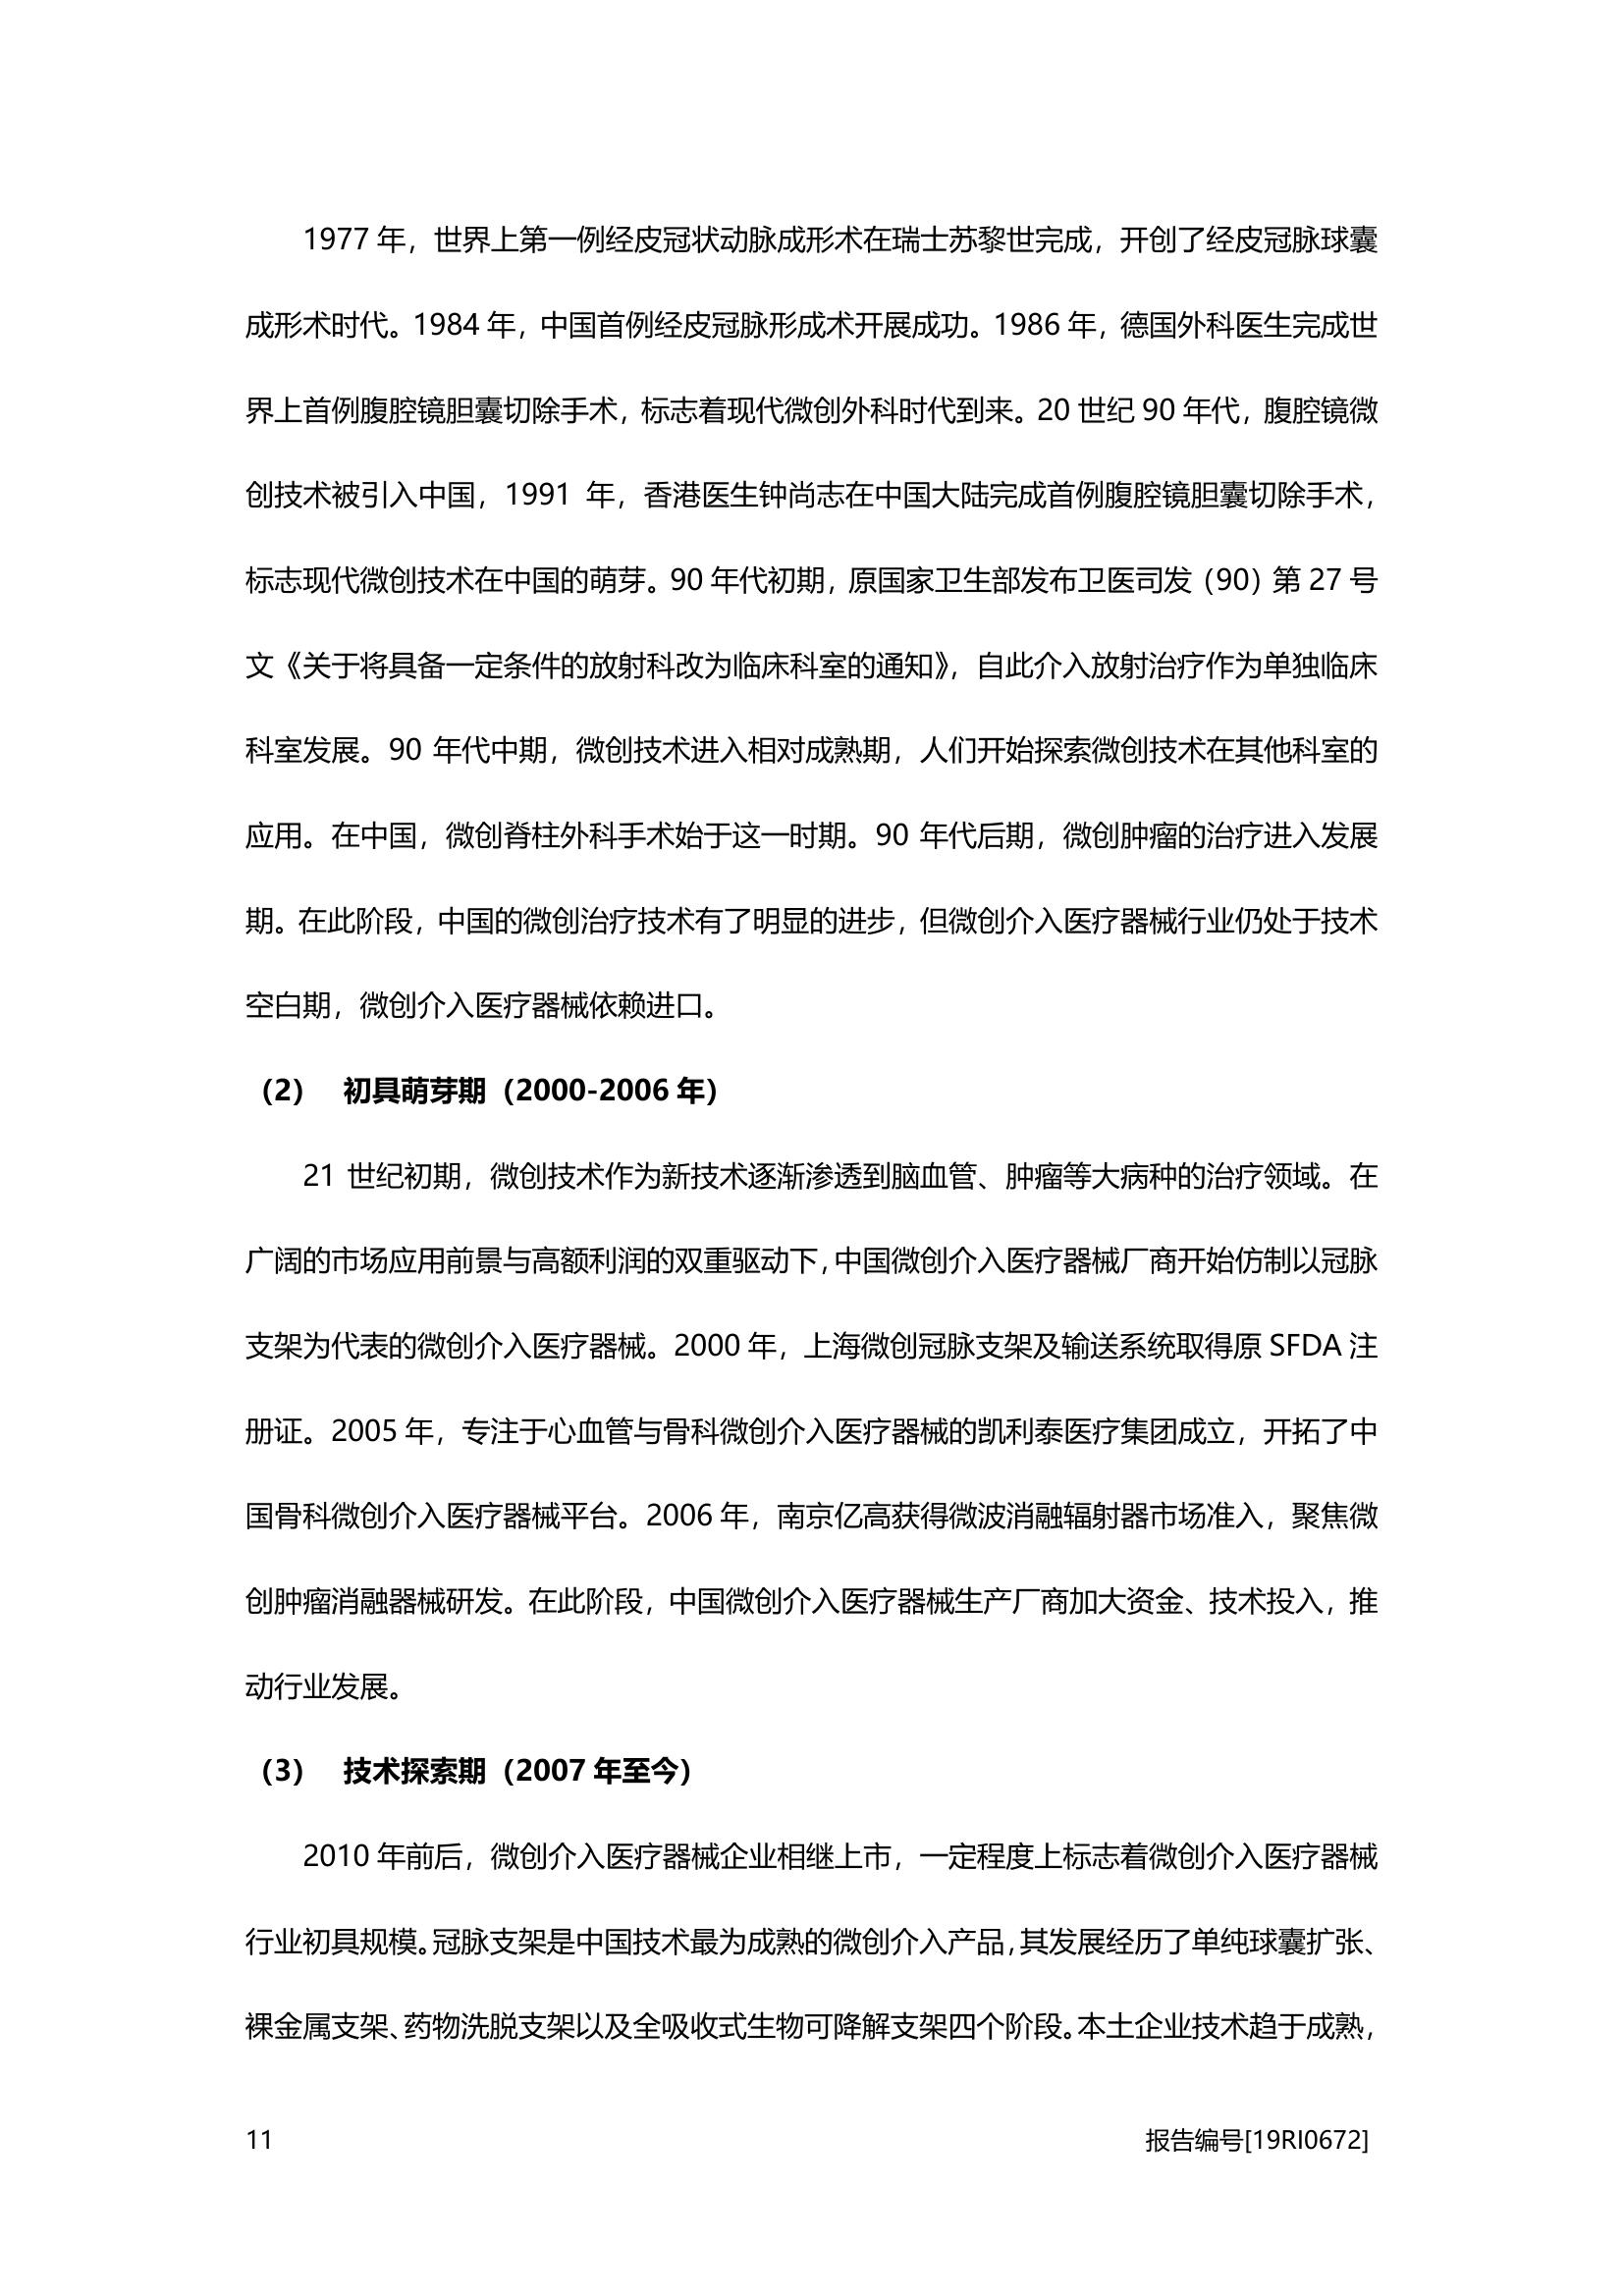 1977 年，世界上第一例经皮冠状动脉成形术在瑞士苏黎世完成，开创了经皮冠脉球囊
成形术时代。1984 年，中国首例经皮冠脉形成术开展成功。1986 年，德国外科医生完成世
界上首例腹腔镜胆囊切除手术，标志着现代微创外科时代到来。20 世纪 90 年代，腹腔镜微
创技术被引入中国，1991 年，香港医生钟尚志在中国大陆完成首例腹腔镜胆囊切除手术，
标志现代微创技术在中国的萌芽。90 年代初期，原国家卫生部发布卫医司发（90）第 27 号
文《关于将具备一定条件的放射科改为临床科室的通知》，自此介入放射治疗作为单独临床
科室发展。90 年代中期，微创技术进入相对成熟期，人们开始探索微创技术在其他科室的
应用。在中国，微创脊柱外科手术始于这一时期。90 年代后期，微创肿瘤的治疗进入发展
期。在此阶段，中国的微创治疗技术有了明显的进步，但微创介入医疗器械行业仍处于技术
空白期，微创介入医疗器械依赖进口。
（2） 初具萌芽期（2000-2006 年）
21 世纪初期，微创技术作为新技术逐渐渗透到脑血管、肿瘤等大病种的治疗领域。在
广阔的市场应用前景与高额利润的双重驱动下，中国微创介入医疗器械厂商开始仿制以冠脉
支架为代表的微创介入医疗器械。2000 年，上海微创冠脉支架及输送系统取得原 SFDA 注
册证。2005 年，专注于心血管与骨科微创介入医疗器械的凯利泰医疗集团成立，开拓了中
国骨科微创介入医疗器械平台。2006 年，南京亿高获得微波消融辐射器市场准入，聚焦微
创肿瘤消融器械研发。在此阶段，中国微创介入医疗器械生产厂商加大资金、技术投入，推
动行业发展。
（3） 技术探索期（2007 年至今）
2010 年前后，微创介入医疗器械企业相继上市，一定程度上标志着微创介入医疗器械
行业初具规模。冠脉支架是中国技术最为成熟的微创介入产品，其发展经历了单纯球囊扩张、
裸金属支架、药物洗脱支架以及全吸收式生物可降解支架四个阶段。本土企业技术趋于成熟，
11 报告编号[19RI0672]